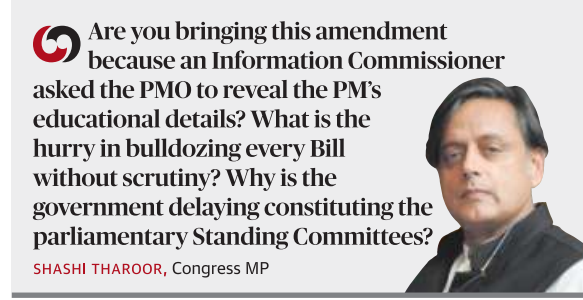 Are you bringing this amendment
because an Information Commissioner
asked the PMO to reveal the PM's
educational details? What is the
hurry in bulldozing every Bill
without scrutiny? Why is the
government delaying constituting the
parliamentary Standing Committees?
SHASHI THAROOR, Congress MP